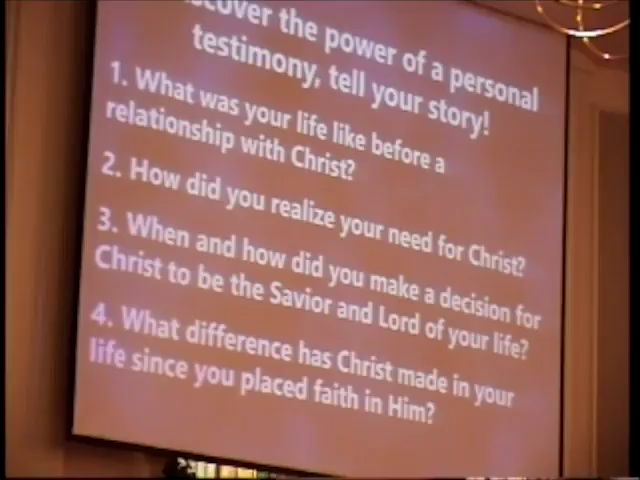 the power of a personal
testimony, tell your story!
1. What was your life like before a
relationship with Christ?
2. How did you realize your need for Christ?
3. When and how did you make a decision for
Christ to be the Savior and Lord of your life?
4. What difference has Christ made in your
life since you placed faith in Him?